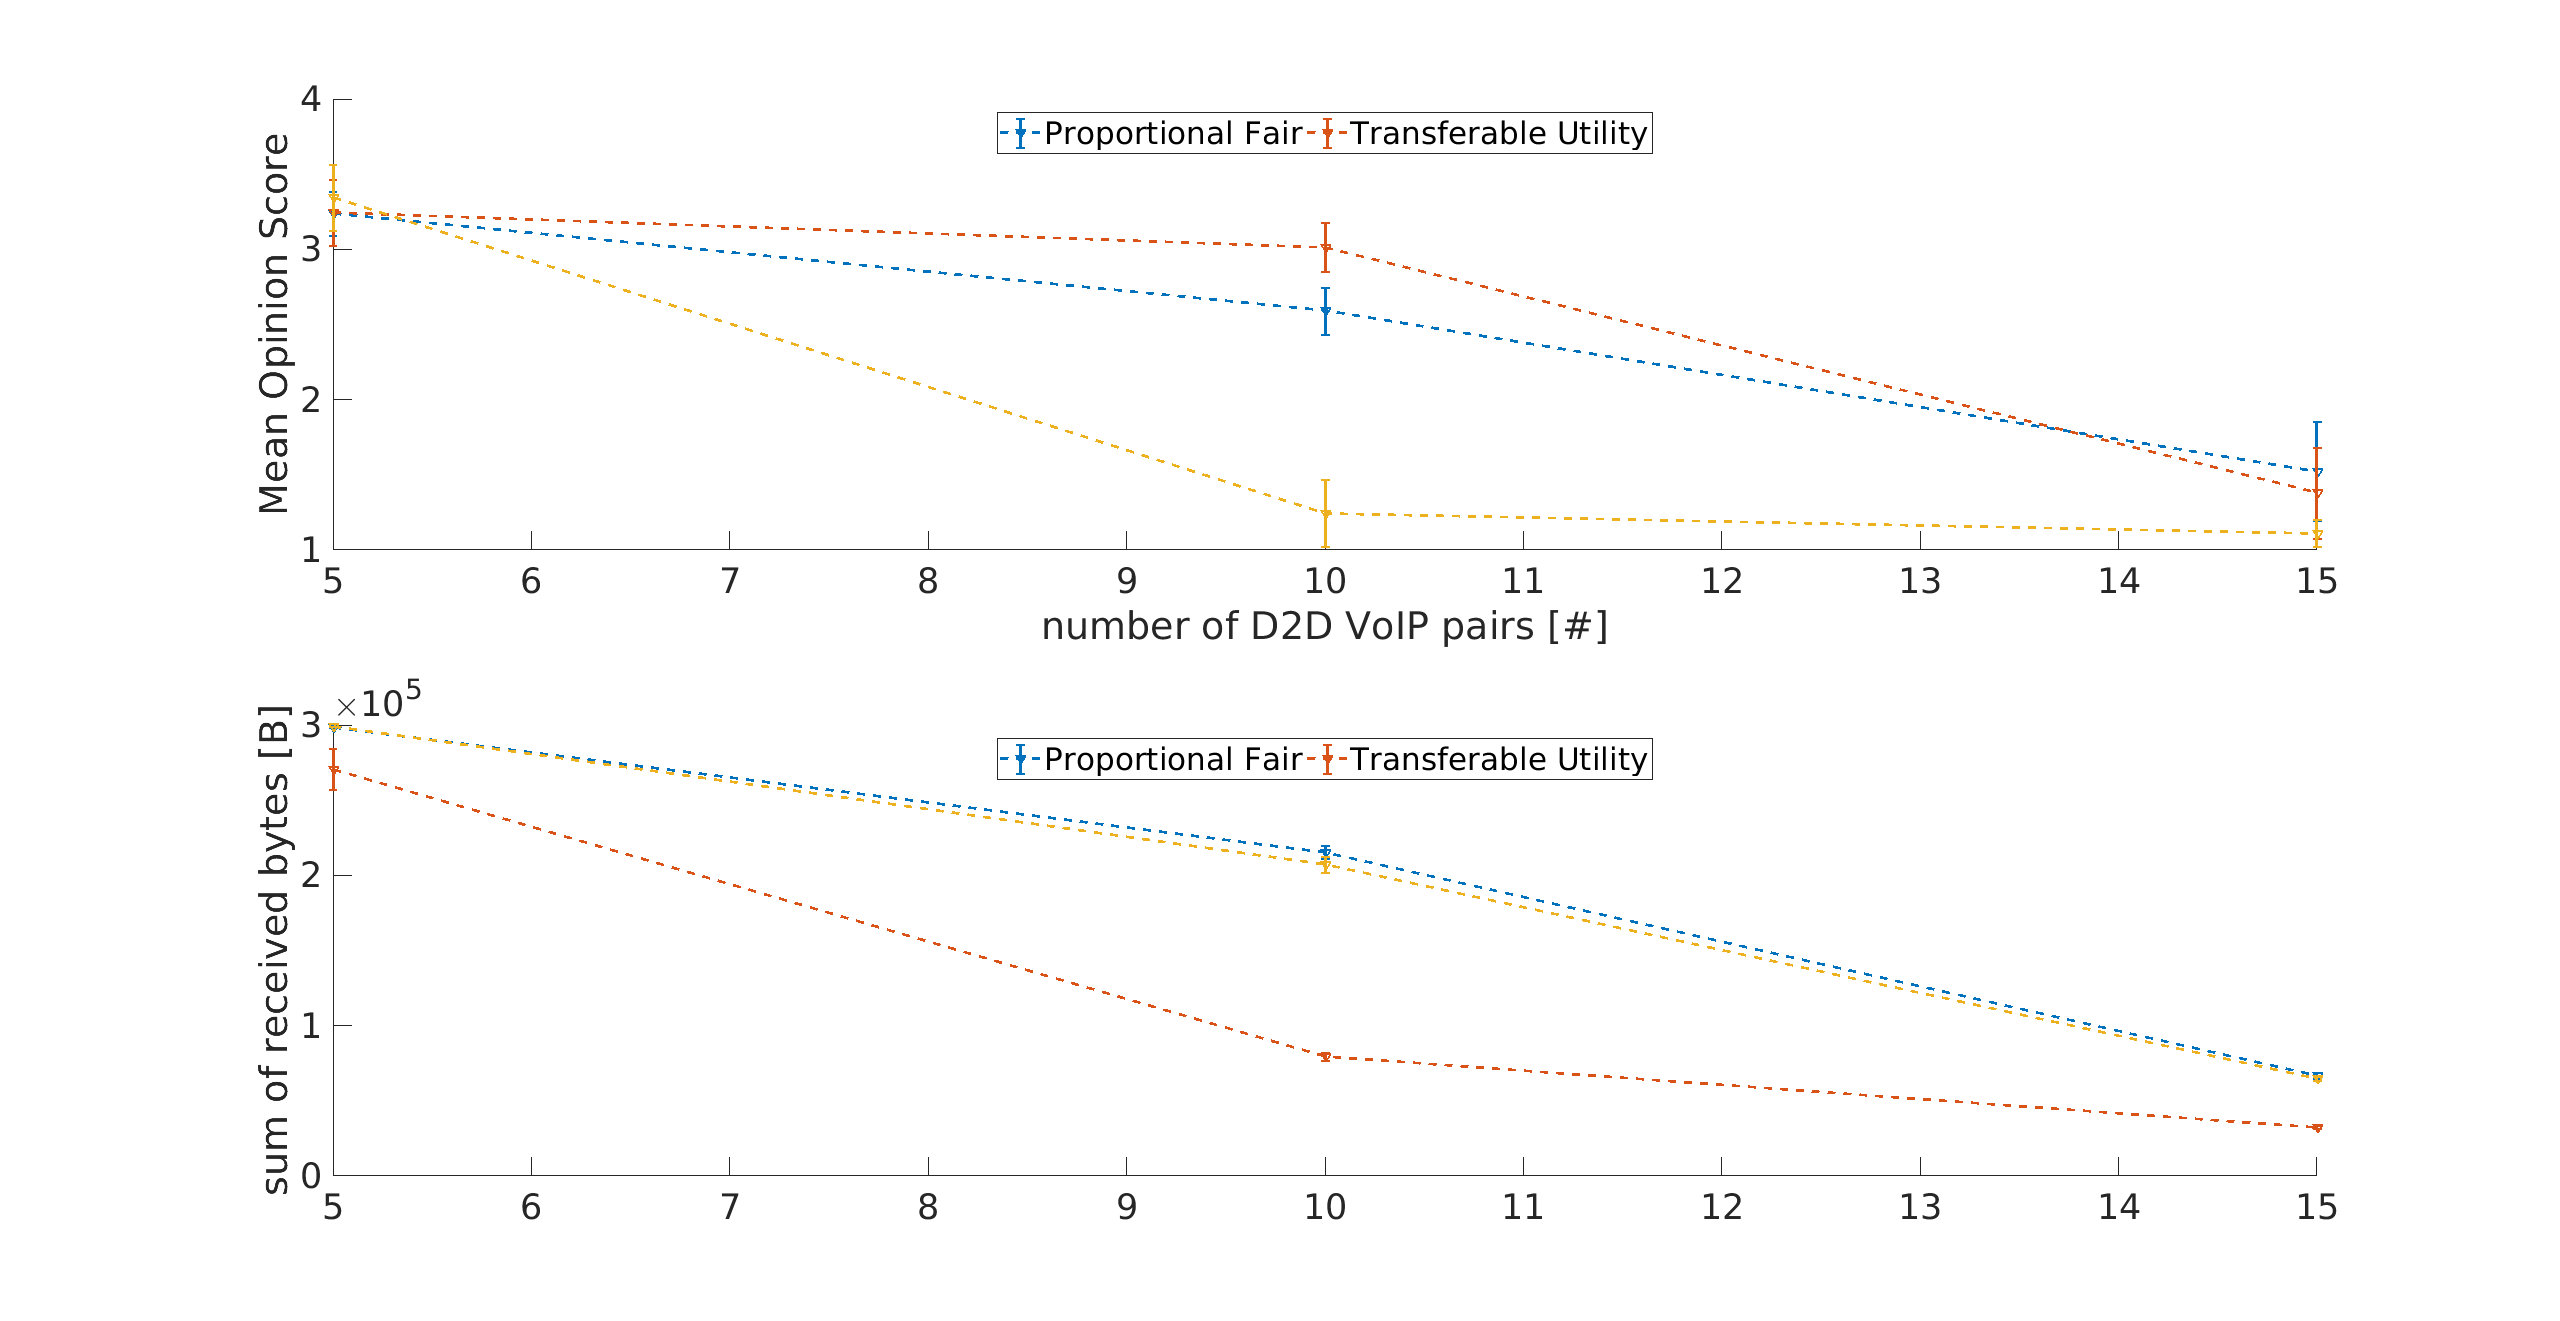 4
3
2
1
Mean Opinion Score
Proportional Fair Transferable Utility
5 6 7 8 9 10 11 12 13 14 15
number of D2D VoIP pairs [#]
×10^5
3
2
1
0
sum of received bytes [B]
Proportional Fair Transferable Utility
5 6 7 8 9 10 11 12 13 14 15